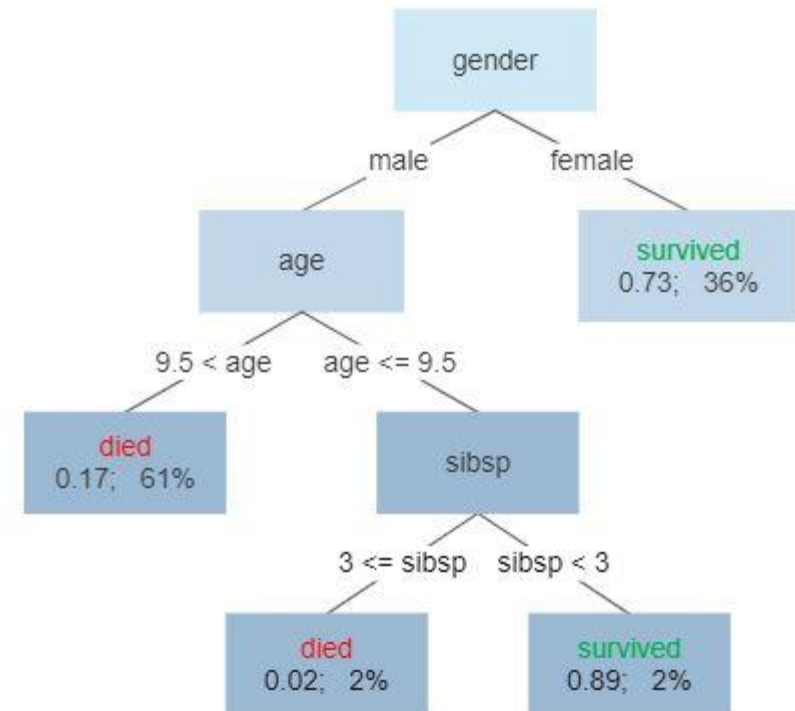 gender
male
female
age
survived
0.73; 36%
9.5 < age
age <= 9.5
died
0.17; 61%
sibsp
3 <= sibsp
sibsp < 3
died
0.02; 2%
survived
0.89; 2%